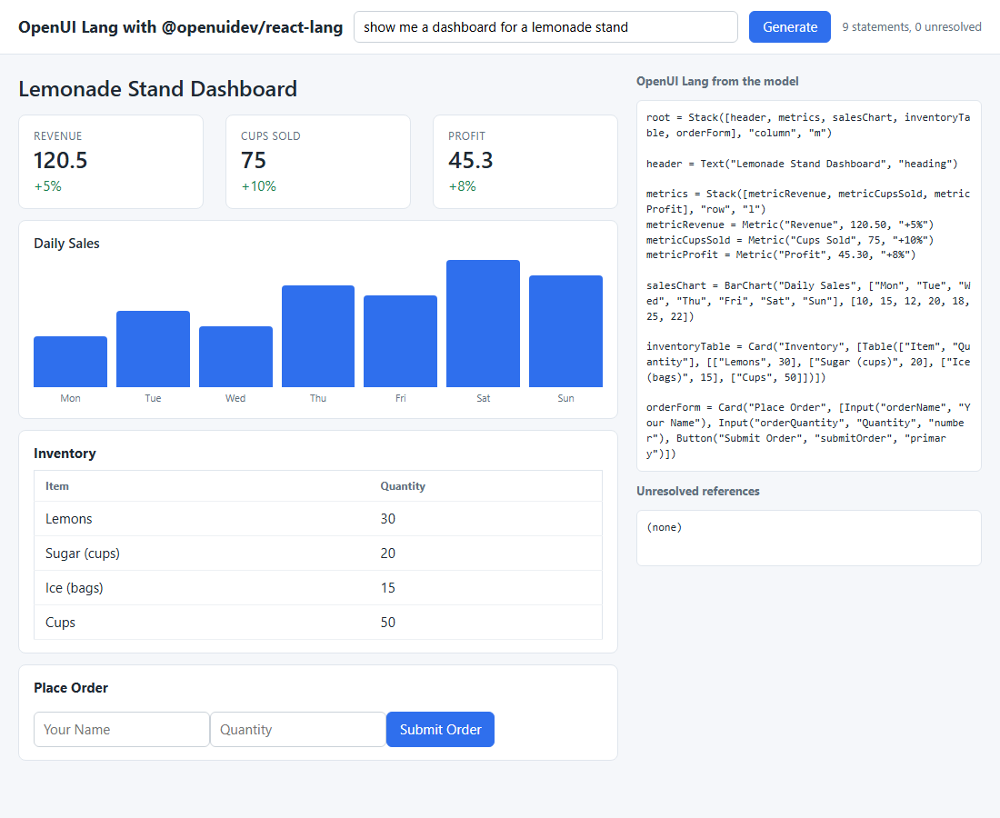 OpenUI Lang with @openuidev/react-lang
show me a dashboard for a lemonade stand
Generate
9 statements, 0 unresolved
Lemonade Stand Dashboard
REVENUE
120.5
+5%
CUPS SOLD
75
+10%
PROFIT
45.3
+8%
Daily Sales
Mon Tue Wed Thu Fri Sat Sun
Inventory
Item Quantity
Lemons 30
Sugar (cups) 20
Ice (bags) 15
Cups 50
Place Order
Your Name Quantity Submit Order
OpenUI Lang from the model
root = Stack([header, metrics, salesChart, inventoryTa
ble, orderForm], "column", "m")
header = Text("Lemonade Stand Dashboard", "heading")
metrics = Stack([metricRevenue, metricCupsSold, metric
Profit], "row", "l")
metricRevenue = Metric("Revenue", 120.50, "+5%")
metricCupsSold = Metric("Cups Sold", 75, "+10%")
metricProfit = Metric("Profit", 45.30, "+8%")
salesChart = BarChart("Daily Sales", ["Mon", "Tue", "W
ed", "Thu", "Fri", "Sat", "Sun"], [10, 15, 12, 20, 18,
25, 22])
inventoryTable = Card("Inventory", [Table(["Item", "Qu
antity"], [["Lemons", 30], ["Sugar (cups)", 20], ["Ice
(bags)", 15], ["Cups", 50]])])
orderForm = Card("Place Order", [Input("orderName", "Y
our Name"), Input("orderQuantity", "Quantity", "numbe
r"), Button("Submit Order", "submitOrder", "primar
y")])
Unresolved references
(none)